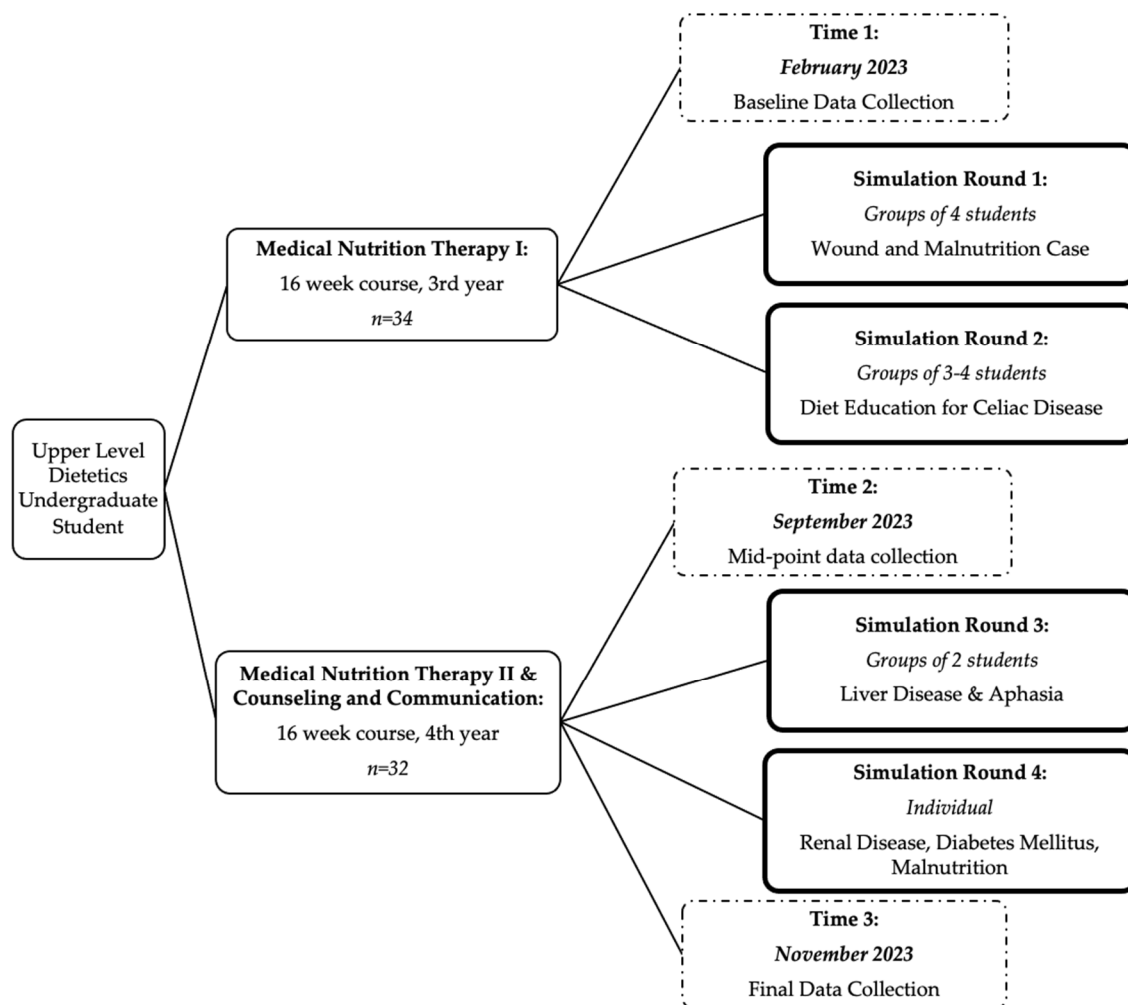 Upper Level
Dietetics
Undergraduate
Student
Medical Nutrition Therapy I:
16 week course, 3rd year
n=34
Medical Nutrition Therapy II &
Counseling and Communication:
16 week course, 4th year
n=32
Time 1:
February 2023
Baseline Data Collection
Simulation Round 1:
Groups of 4 students
Wound and Malnutrition Case
Simulation Round 2:
Groups of 3-4 students
Diet Education for Celiac Disease
Time 2:
September 2023
Mid-point data collection
Simulation Round 3:
Groups of 2 students
Liver Disease & Aphasia
Simulation Round 4:
Individual
Renal Disease, Diabetes Mellitus,
Malnutrition
Time 3:
November 2023
Final Data Collection